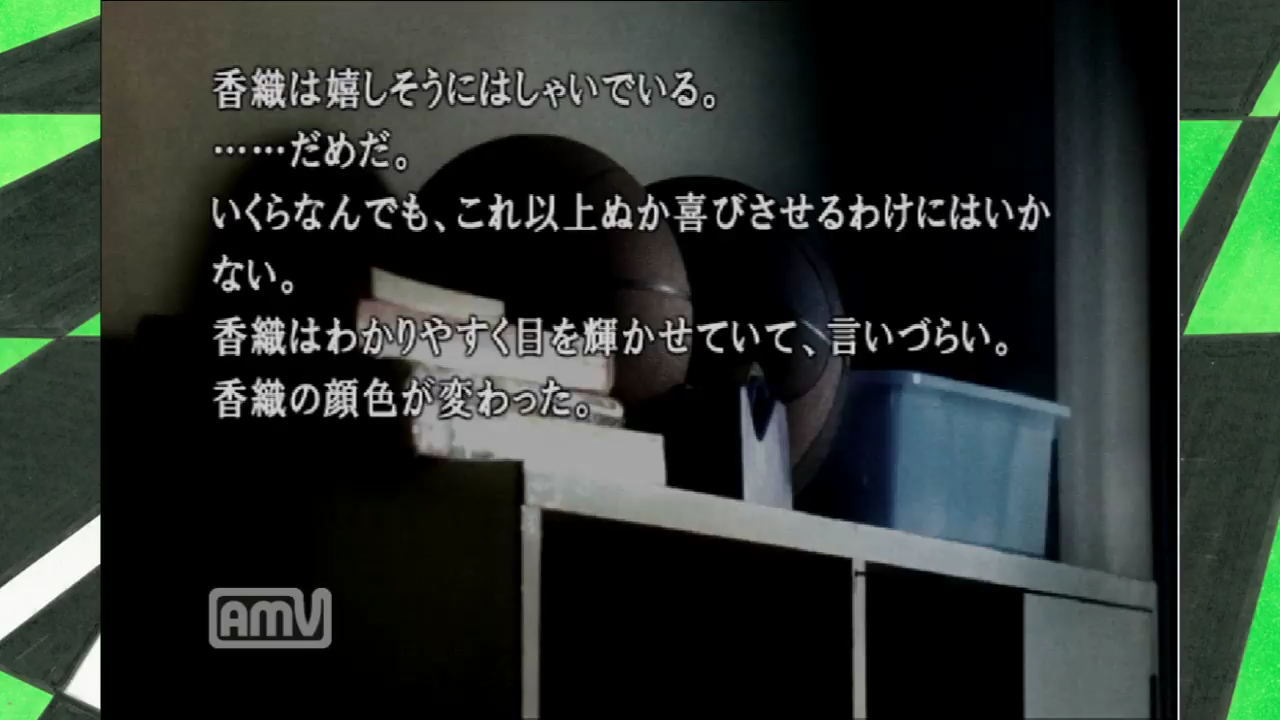 香織は嬉しそうにはしゃいでいる。
……だめだ。
いくらなんでも、これ以上ぬか喜びさせるわけにはいか
ない。
香織はわかりやすく目を輝かせていて、言いづらい。
香織の顔色が変わった。
AMV